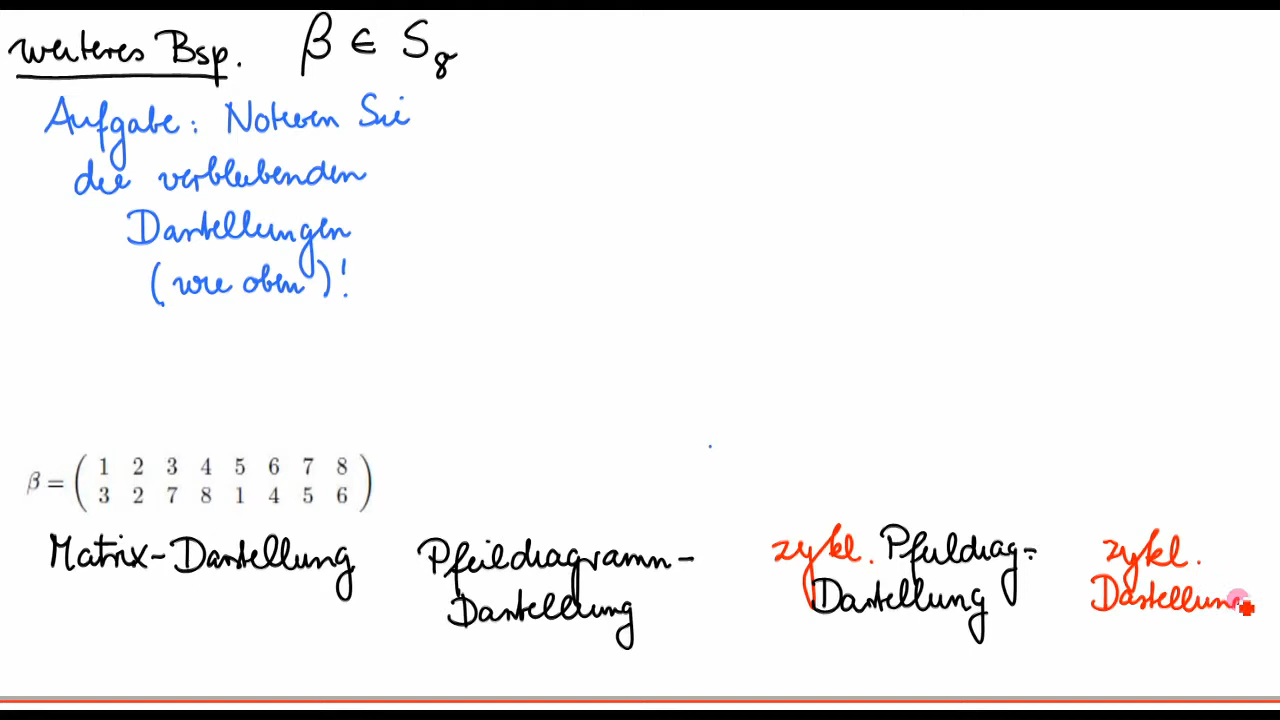 weiteres Bsp. β ∈ S₈
Aufgabe: Notieren Sie
die verbleibenden
Darstellungen
(wie oben)!
β = ( 1 2 3 4 5 6 7 8
3 2 7 8 1 4 5 6 )
Matrix-Darstellung
Pfeildiagramm-
Darstellung
zykl. Pfeildiag.-
Darstellung
zykl.
Darstellung